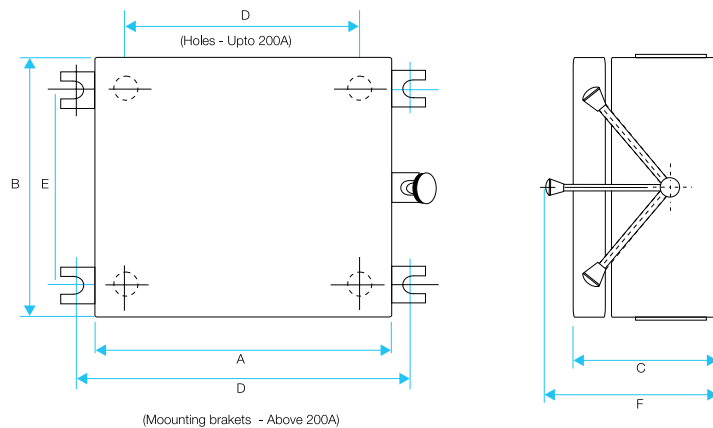 D
(Holes - Upto 200A)
B
E
A
C
D
F
(Moounting brakets - Above 200A)